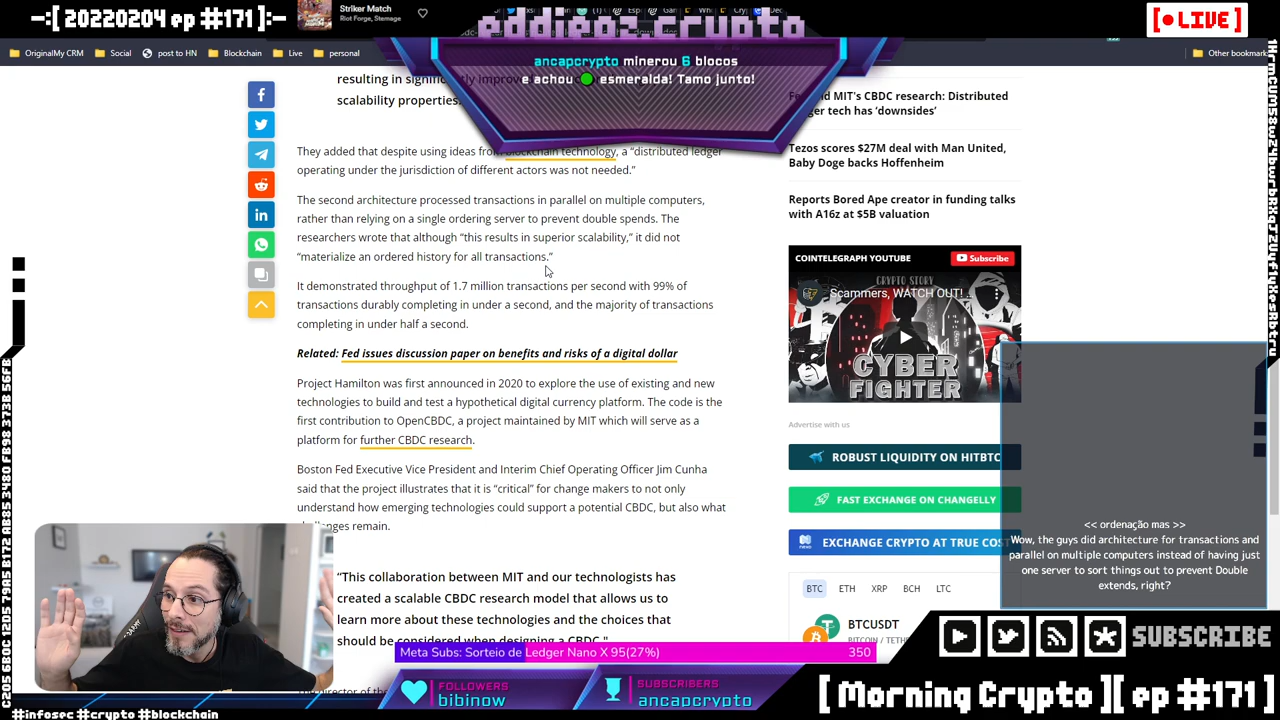 —:[ 20220204 ep #171]:—
Striker Match
Riot Forge, Stemage
eddieoz.crypto
[●LIVE]
OriginalMy CRM
Social
post to HN
Blockchain
Live
personal
Other bookmark
ancapcrypto minerou 6 blocos
e achou esmeralda! Tamo junto!
resulting in significantly
scalability properties.
They added that despite using ideas from blockchain technology, a “distributed ledger
operating under the jurisdiction of different actors was not needed.”
The second architecture processed transactions in parallel on multiple computers,
rather than relying on a single ordering server to prevent double spends. The
researchers wrote that although “this results in superior scalability,” it did not
“materialize an ordered history for all transactions.”
It demonstrated throughput of 1.7 million transactions per second with 99% of
transactions durably completing in under a second, and the majority of transactions
completing in under half a second.
Related: Fed issues discussion paper on benefits and risks of a digital dollar
Project Hamilton was first announced in 2020 to explore the use of existing and new
technologies to build and test a hypothetical digital currency platform. The code is the
first contribution to OpenCBDC, a project maintained by MIT which will serve as a
platform for further CBDC research.
Boston Fed Executive Vice President and Interim Chief Operating Officer Jim Cunha
said that the project illustrates that it is “critical” for change makers to not only
understand how emerging technologies could support a potential CBDC, but also what
challenges remain.
“This collaboration between MIT and our technologists has
created a scalable CBDC research model that allows us to
learn more about these technologies and the choices that
should be considered when designing a CBDC."
MIT's CBDC research: Distributed
tech has ‘downsides’
Tezos scores $27M deal with Man United,
Baby Doge backs Hoffenheim
Reports Bored Ape creator in funding talks
with A16z at $5B valuation
COINTELEGRAPH YOUTUBE
Subscribe
CRYPTO STORY
Scammers, WATCH OUT! ...
CYBER
FIGHTER
Advertise with us
ROBUST LIQUIDITY ON HITBTC
FAST EXCHANGE ON CHANGELLY
EXCHANGE CRYPTO AT TRUE COS
BTC
ETH
XRP
BCH
LTC
BTCUSDT
BITCOIN / TETHE
<< ordenação mas >>
Wow, the guys did architecture for transactions and
parallel on multiple computers instead of having just
one server to sort things out to prevent Double
extends, right?
Meta Subs: Sorteio de Ledger Nano X 95(27%)
350
FOLLOWERS
bibinow
SUBSCRIBERS
ancapcrypto
SUBSCRIBE
[ Morning Crypto ][ ep #171 ]
#infosec #crypto #blockchain